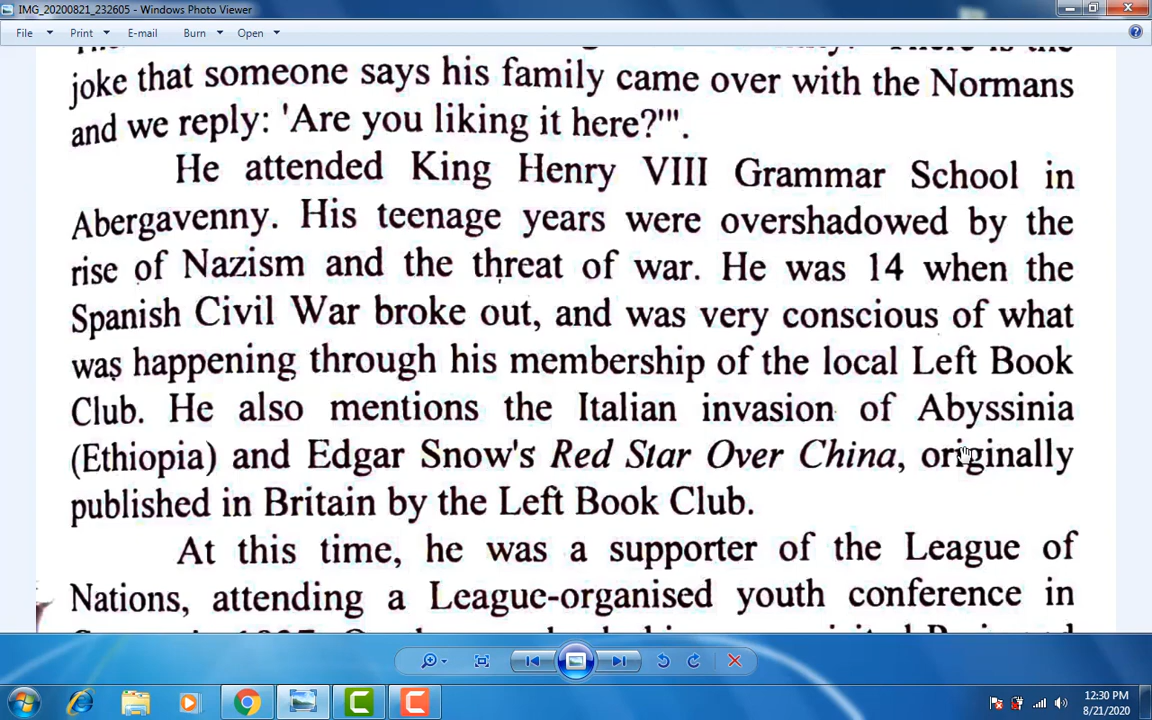 IMG_20200821_232605 - Windows Photo Viewer
File Print E-mail Burn Open
There is the
joke that someone says his family came over with the Normans
and we reply: 'Are you liking it here?'".
He attended King Henry VIII Grammar School in
Abergavenny. His teenage years were overshadowed by the
rise of Nazism and the threat of war. He was 14 when the
Spanish Civil War broke out, and was very conscious of what
was happening through his membership of the local Left Book
Club. He also mentions the Italian invasion of Abyssinia
(Ethiopia) and Edgar Snow's Red Star Over China, originally
published in Britain by the Left Book Club.
At this time, he was a supporter of the League of
Nations, attending a League-organised youth conference in
12:30 PM
8/21/2020